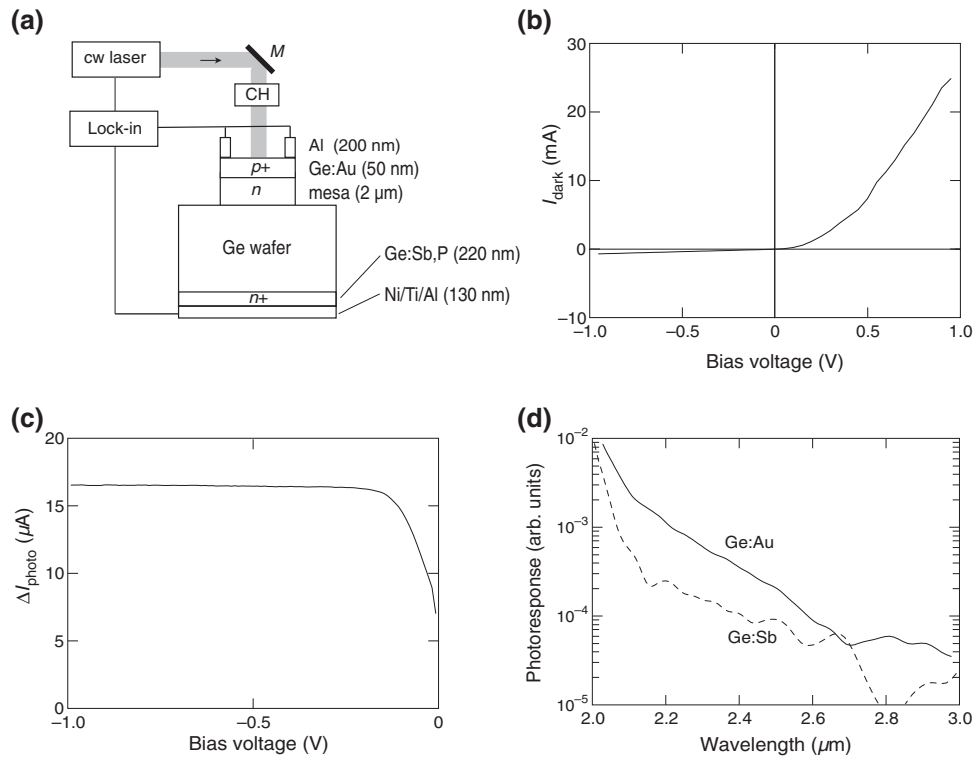 (a)
cw laser
M
CH
Lock-in
Al (200 nm)
p+
Ge:Au (50 nm)
n
mesa (2 µm)
Ge wafer
Ge:Sb,P (220 nm)
n+
Ni/Ti/Al (130 nm)
(b)
30
20
10
0
−10
I dark (mA)
−1.0
−0.5
0
0.5
1.0
Bias voltage (V)
(c)
20
15
10
5
0
ΔI photo (µA)
−1.0
−0.5
0
Bias voltage (V)
(d)
10−2
10−3
10−4
10−5
Photoresponse (arb. units)
Ge:Au
Ge:Sb
2.0
2.2
2.4
2.6
2.8
3.0
Wavelength (µm)